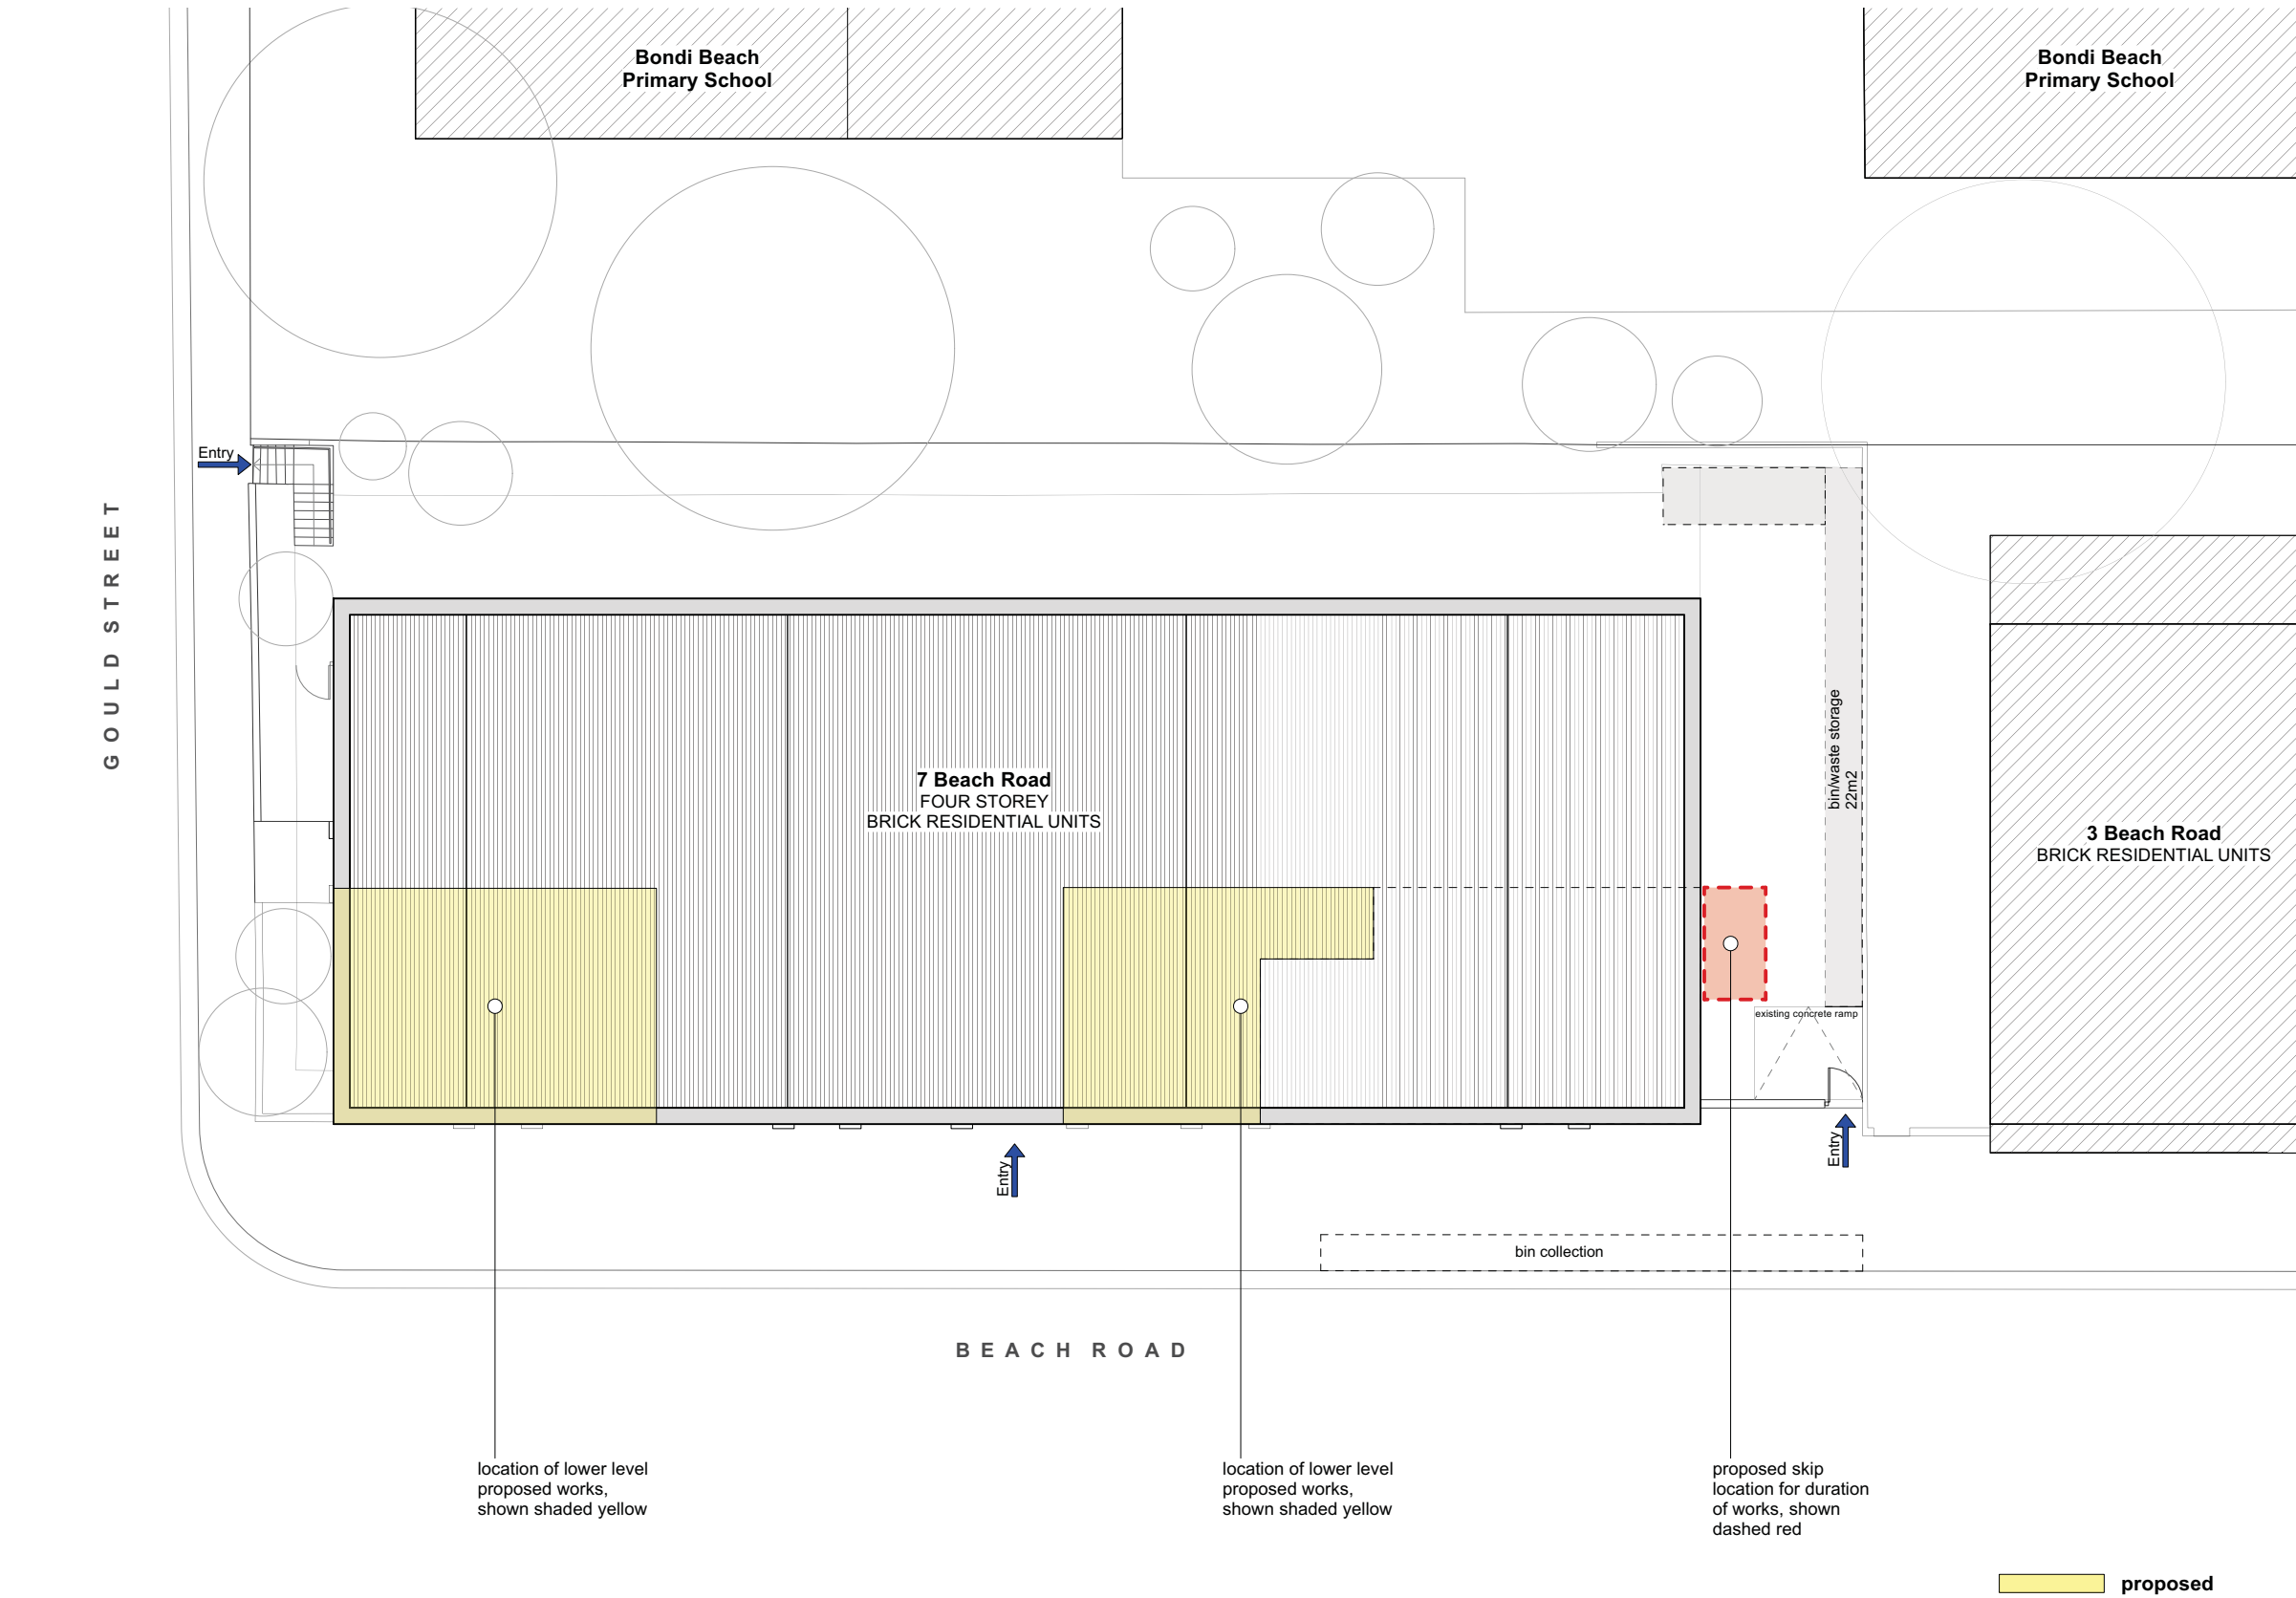 Bondi Beach
Primary School
Bondi Beach
Primary School
Entry
GOULD STREET
7 Beach Road
FOUR STOREY
BRICK RESIDENTIAL UNITS
bin/waste storage
22m2
3 Beach Road
BRICK RESIDENTIAL UNITS
existing concrete ramp
Entry
Entry
bin collection
BEACH ROAD
location of lower level
proposed works,
shown shaded yellow
location of lower level
proposed works,
shown shaded yellow
proposed skip
location for duration
of works, shown
dashed red
proposed